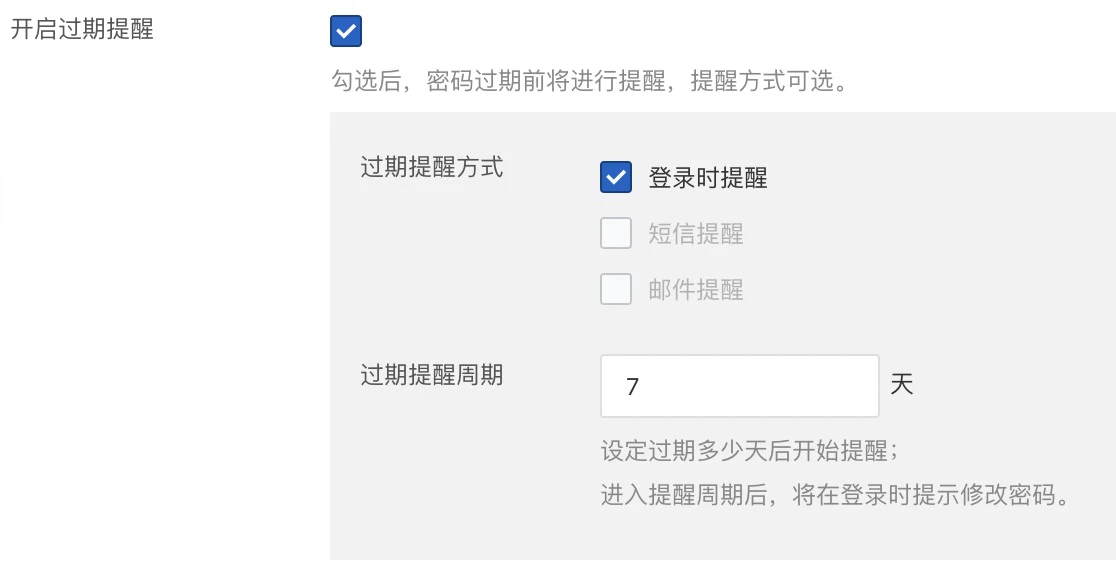 开启过期提醒
勾选后，密码过期前将进行提醒，提醒方式可选。
过期提醒方式
登录时提醒
短信提醒
邮件提醒
过期提醒周期
7 天
设定过期多少天后开始提醒；
进入提醒周期后，将在登录时提示修改密码。